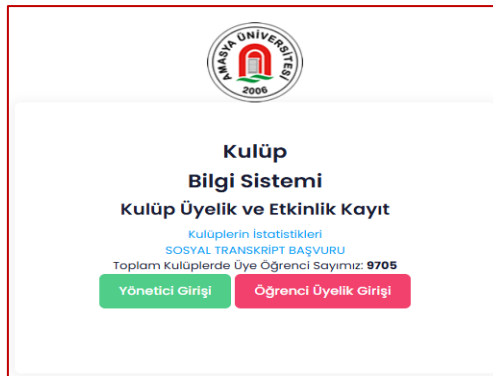 AMASYA ÜNİVERSİTESİ
2006
Kulüp
Bilgi Sistemi
Kulüp Üyelik ve Etkinlik Kayıt
Kulüplerin İstatistikleri
SOSYAL TRANSKRİPT BAŞVURU
Toplam Kulüplerde Üye Öğrenci Sayımız: 9705
Yönetici Girişi Öğrenci Üyelik Girişi